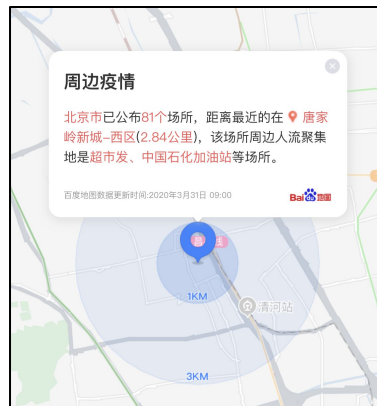 周边疫情
北京市已公布81个场所，距离最近的在 唐家
岭新城-西区(2.84公里)，该场所周边人流聚集
地是超市发、中国石化加油站等场所。
百度地图数据更新时间:2020年3月31日 09:00
Bai du 地图
1KM
清河站
3KM